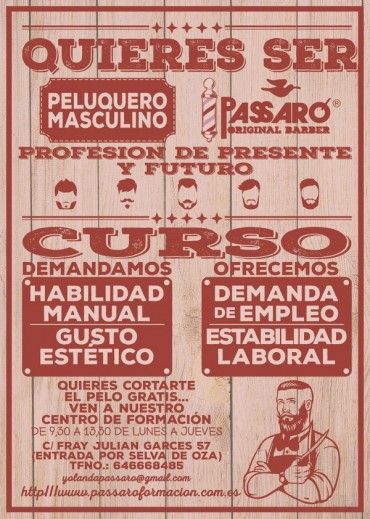 QUIERES SER
PELUQUERO
MASCULINO
PASSARÓ®
ORIGINAL BARBER
PROFESION DE PRESENTE
Y FUTURO
CURSO
DEMANDAMOS
HABILIDAD
MANUAL
GUSTO
ESTÉTICO
OFRECEMOS
DEMANDA
DE EMPLEO
ESTABILIDAD
LABORAL
QUIERES CORTARTE
EL PELO GRATIS...
VEN A NUESTRO
CENTRO DE FORMACIÓN
DE 9,30 A 13,30 DE LUNES A JUEVES
C/ FRAY JULIAN GARCES 57
(ENTRADA POR SELVA DE OZA)
TFNO.: 646668485
yolandapassaro@gmail.com
http///www.passaroformacion.com.es